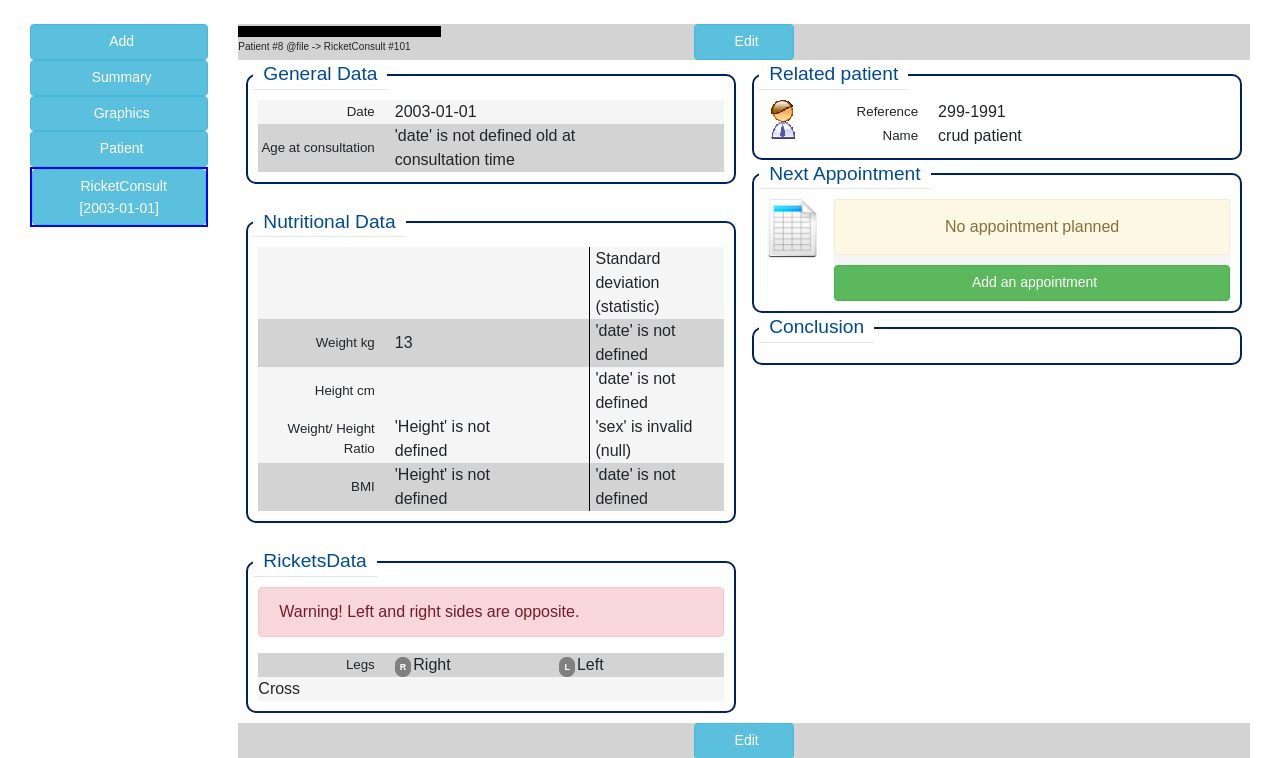 Add
Summary
Graphics
Patient
RicketConsult
[2003-01-01]
Patient #8 @file -> RicketConsult #101
Edit
General Data
Date 2003-01-01
Age at consultation 'date' is not defined old at
consultation time
Nutritional Data
Standard
deviation
(statistic)
Weight kg 13 'date' is not
defined
Height cm 'date' is not
defined
Weight/ Height
Ratio 'Height' is not
defined 'sex' is invalid
(null)
BMI 'Height' is not
defined 'date' is not
defined
RicketsData
Warning! Left and right sides are opposite.
Legs R Right L Left
Cross
Related patient
Reference 299-1991
Name crud patient
Next Appointment
No appointment planned
Add an appointment
Conclusion
Edit